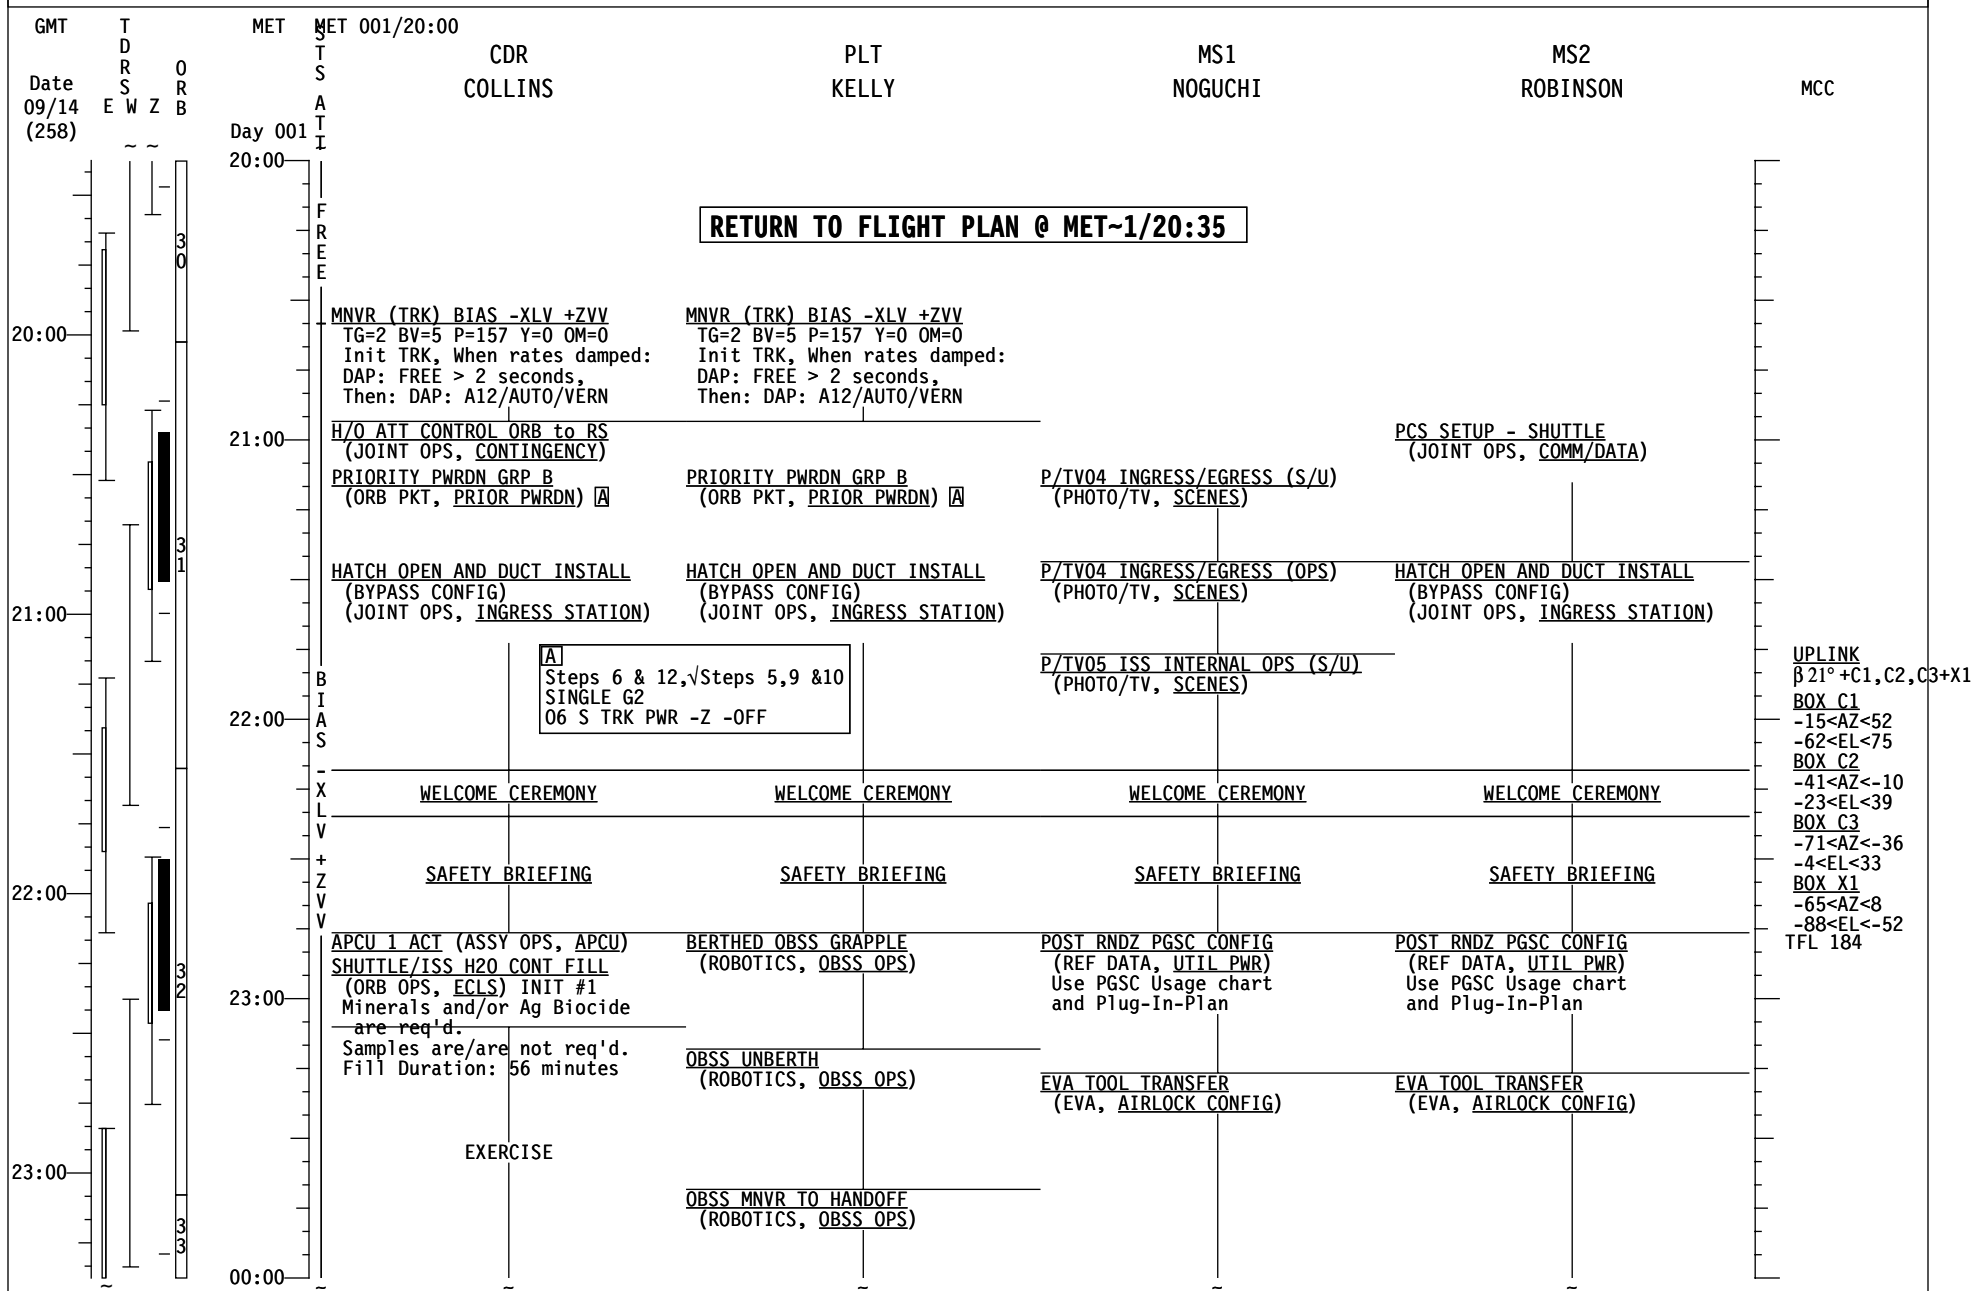 GMT
TDRS
MET
MET 001/20:00
STS ATT
CDR
COLLINS
PLT
KELLY
MS1
NOGUCHI
MS2
ROBINSON
MCC
Date
09/14
(258)
E W Z
ORB
Day 001
~ ~ ~
20:00
FREE
RETURN TO FLIGHT PLAN @ MET~1/20:35
30
20:00
MNVR (TRK) BIAS -XLV +ZVV
TG=2 BV=5 P=157 Y=0 OM=0
Init TRK, When rates damped:
DAP: FREE > 2 seconds,
Then: DAP: A12/AUTO/VERN
MNVR (TRK) BIAS -XLV +ZVV
TG=2 BV=5 P=157 Y=0 OM=0
Init TRK, When rates damped:
DAP: FREE > 2 seconds,
Then: DAP: A12/AUTO/VERN
21:00
H/O ATT CONTROL ORB to RS
(JOINT OPS, CONTINGENCY)
PCS SETUP - SHUTTLE
(JOINT OPS, COMM/DATA)
PRIORITY PWRDN GRP B
(ORB PKT, PRIOR PWRDN) A
PRIORITY PWRDN GRP B
(ORB PKT, PRIOR PWRDN) A
P/TV04 INGRESS/EGRESS (S/U)
(PHOTO/TV, SCENES)
31
21:00
HATCH OPEN AND DUCT INSTALL
(BYPASS CONFIG)
(JOINT OPS, INGRESS STATION)
HATCH OPEN AND DUCT INSTALL
(BYPASS CONFIG)
(JOINT OPS, INGRESS STATION)
P/TV04 INGRESS/EGRESS (OPS)
(PHOTO/TV, SCENES)
HATCH OPEN AND DUCT INSTALL
(BYPASS CONFIG)
(JOINT OPS, INGRESS STATION)
A
Steps 6 & 12,√Steps 5,9 &10
SINGLE G2
O6 S TRK PWR -Z -OFF
P/TV05 ISS INTERNAL OPS (S/U)
(PHOTO/TV, SCENES)
BIAS -XLV +ZVV
22:00
UPLINK
β 21° +C1,C2,C3+X1
BOX C1
-15<AZ<52
-62<EL<75
BOX C2
-41<AZ<-10
-23<EL<39
BOX C3
-71<AZ<-36
-4<EL<33
BOX X1
-65<AZ<8
-88<EL<-52
TFL 184
WELCOME CEREMONY
WELCOME CEREMONY
WELCOME CEREMONY
WELCOME CEREMONY
SAFETY BRIEFING
SAFETY BRIEFING
SAFETY BRIEFING
SAFETY BRIEFING
22:00
32
23:00
APCU 1 ACT (ASSY OPS, APCU)
SHUTTLE/ISS H2O CONT FILL
(ORB OPS, ECLS) INIT #1
Minerals and/or Ag Biocide
are req'd.
Samples are/are not req'd.
Fill Duration: 56 minutes
BERTHED OBSS GRAPPLE
(ROBOTICS, OBSS OPS)
POST RNDZ PGSC CONFIG
(REF DATA, UTIL PWR)
Use PGSC Usage chart
and Plug-In-Plan
POST RNDZ PGSC CONFIG
(REF DATA, UTIL PWR)
Use PGSC Usage chart
and Plug-In-Plan
OBSS UNBERTH
(ROBOTICS, OBSS OPS)
EVA TOOL TRANSFER
(EVA, AIRLOCK CONFIG)
EVA TOOL TRANSFER
(EVA, AIRLOCK CONFIG)
EXERCISE
23:00
OBSS MNVR TO HANDOFF
(ROBOTICS, OBSS OPS)
33
00:00
~ ~ ~ ~ ~ ~